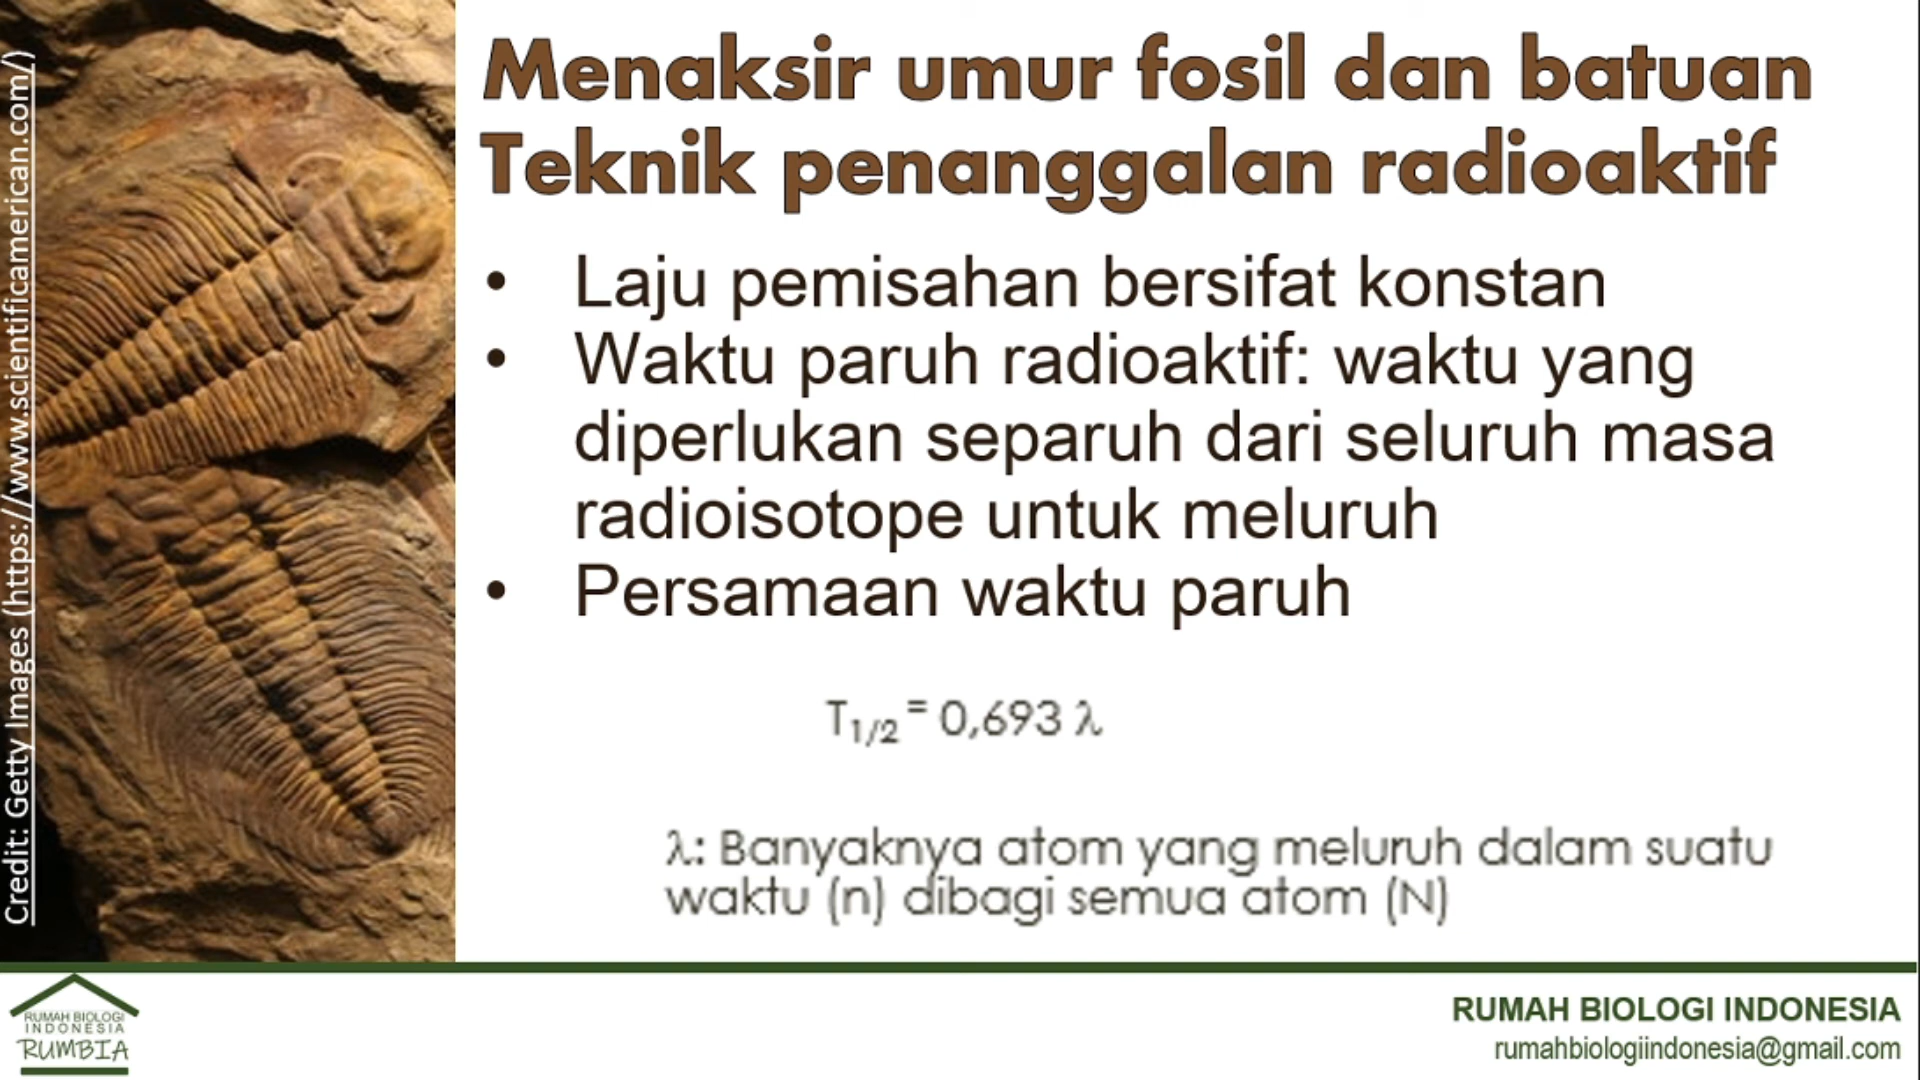 Credit: Getty Images (https://www.scientificamerican.com/)
Menaksir umur fosil dan batuan
Teknik penanggalan radioaktif
• Laju pemisahan bersifat konstan
• Waktu paruh radioaktif: waktu yang
diperlukan separuh dari seluruh masa
radioisotope untuk meluruh
• Persamaan waktu paruh
T1/2 = 0,693 λ
λ: Banyaknya atom yang meluruh dalam suatu
waktu (n) dibagi semua atom (N)
RUMAH BIOLOGI
INDONESIA
RUMBIA
RUMAH BIOLOGI INDONESIA
rumahbiologiindonesia@gmail.com